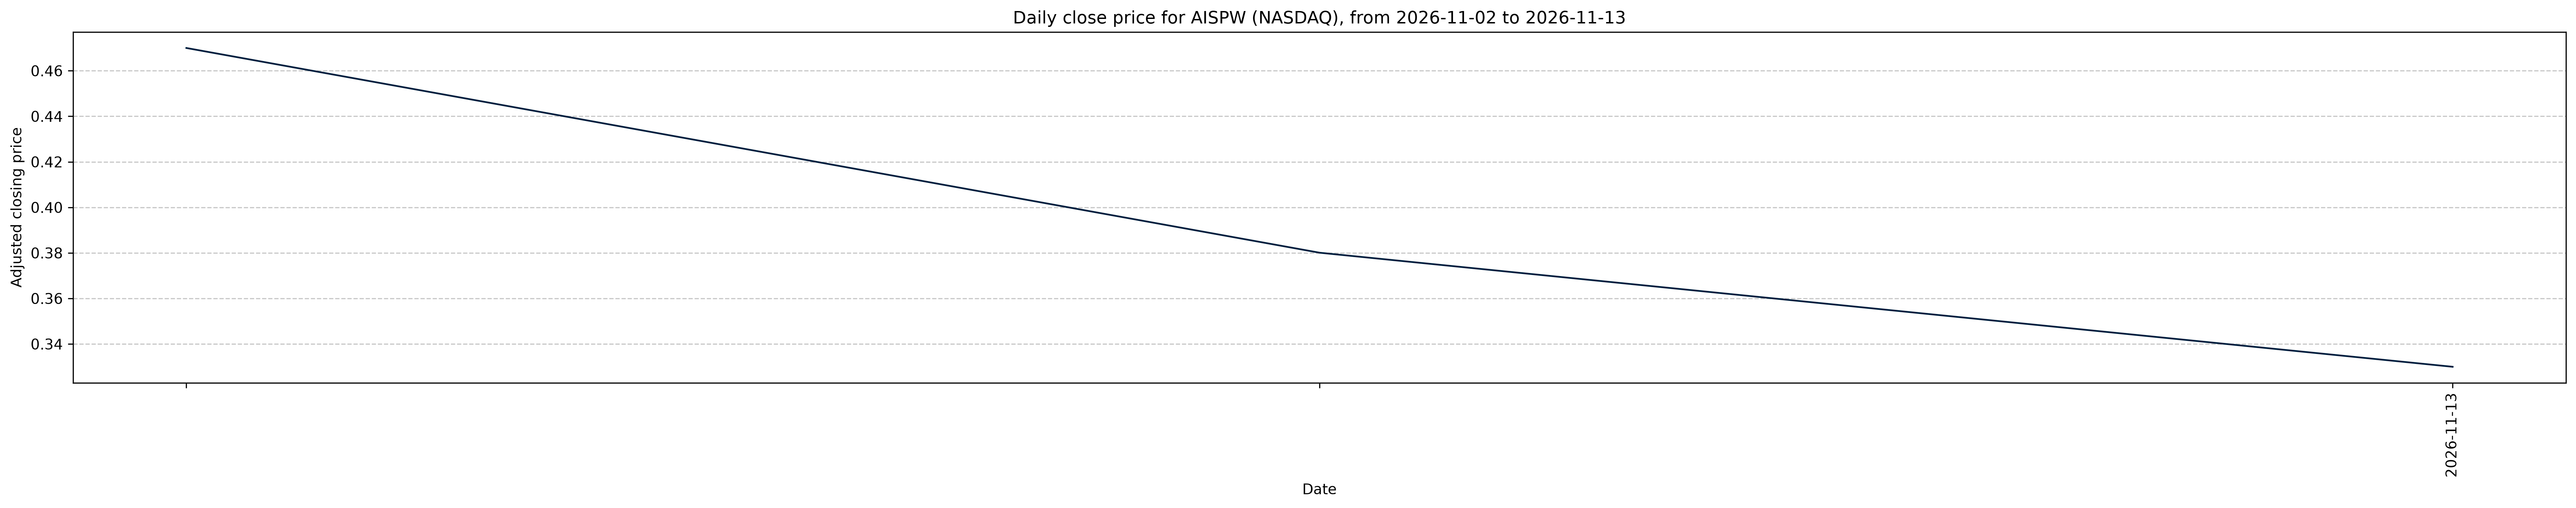 Daily close price for AISPW (NASDAQ), from 2026-11-02 to 2026-11-13
Adjusted closing price
0.46
0.44
0.42
0.40
0.38
0.36
0.34
2026-11-13
Date